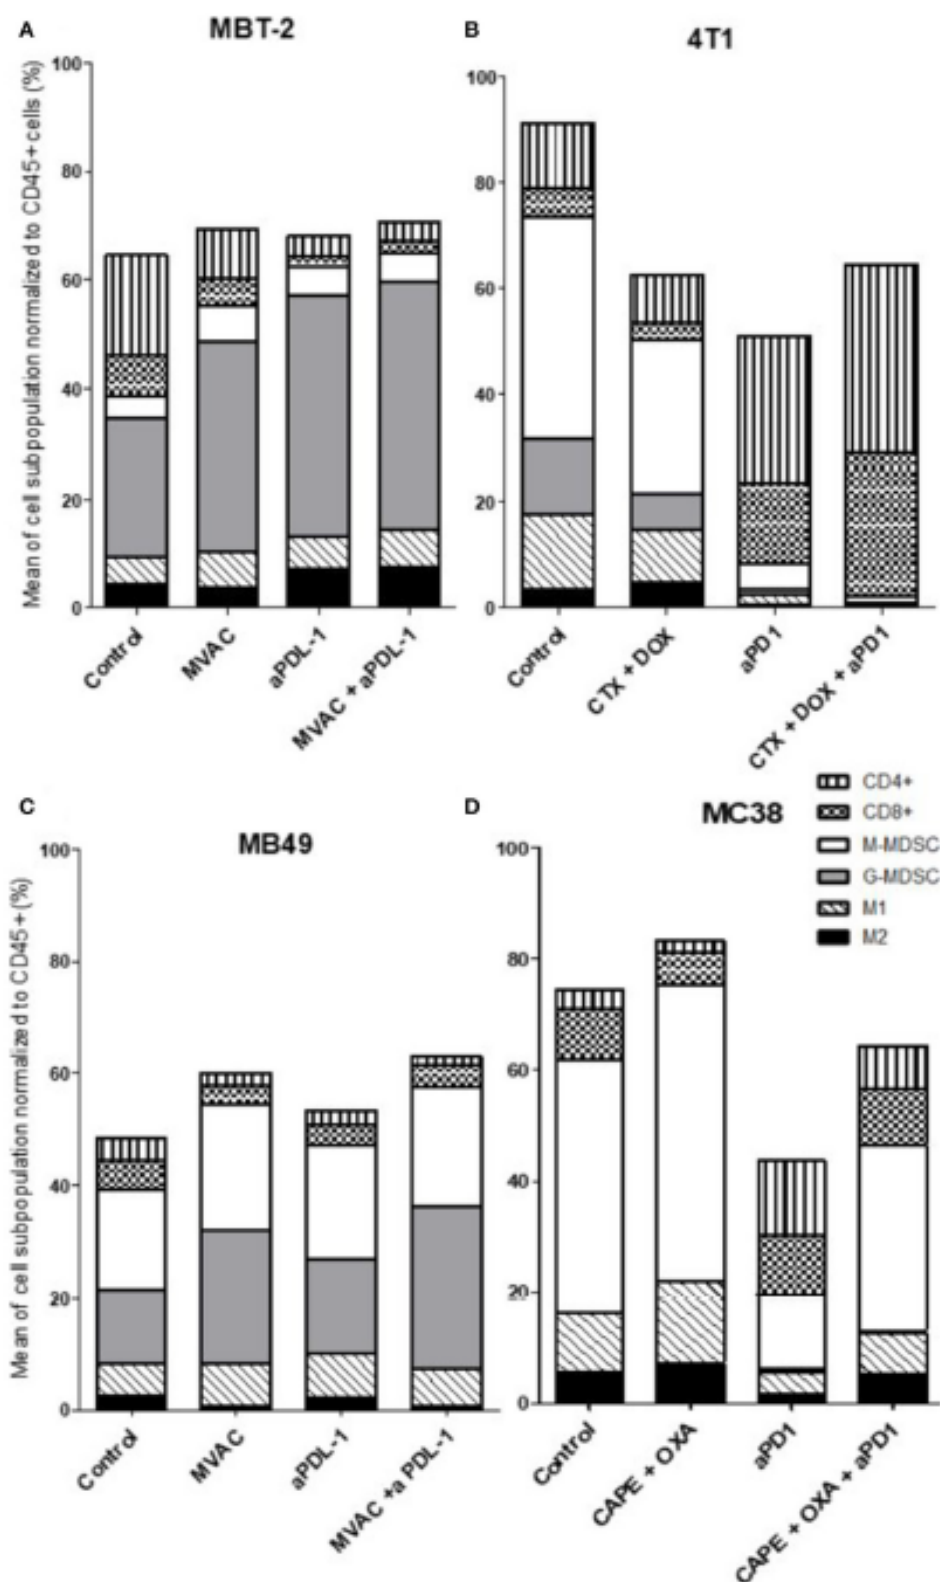 A
MBT-2
Mean of cell subpopulation normalized to CD45+cells (%)
100
80
60
40
20
0
Control
MVAC
aPDL-1
MVAC + aPDL-1
B
4T1
100
80
60
40
20
0
Control
CTX + DOX
aPD1
CTX + DOX + aPD1
C
MB49
Mean of cell subpopulation normalized to CD45+ (%)
100
80
60
40
20
0
Control
MVAC
aPDL-1
MVAC +a PDL-1
D
MC38
100
80
60
40
20
0
Control
CAPE + OXA
aPD1
CAPE + OXA + aPD1
CD4+
CD8+
M-MDSC
G-MDSC
M1
M2